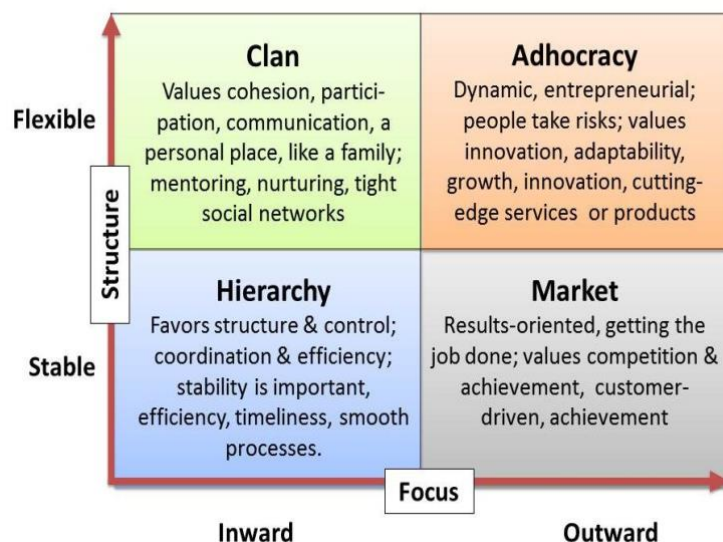 Clan
Values cohesion, partici-
pation, communication, a
personal place, like a family;
mentoring, nurturing, tight
social networks
Adhocracy
Dynamic, entrepreneurial;
people take risks; values
innovation, adaptability,
growth, innovation, cutting-
edge services or products
Flexible
Structure
Stable
Hierarchy
Favors structure & control;
coordination & efficiency;
stability is important,
efficiency, timeliness, smooth
processes.
Market
Results-oriented, getting the
job done; values competition &
achievement, customer-
driven, achievement
Focus
Inward
Outward